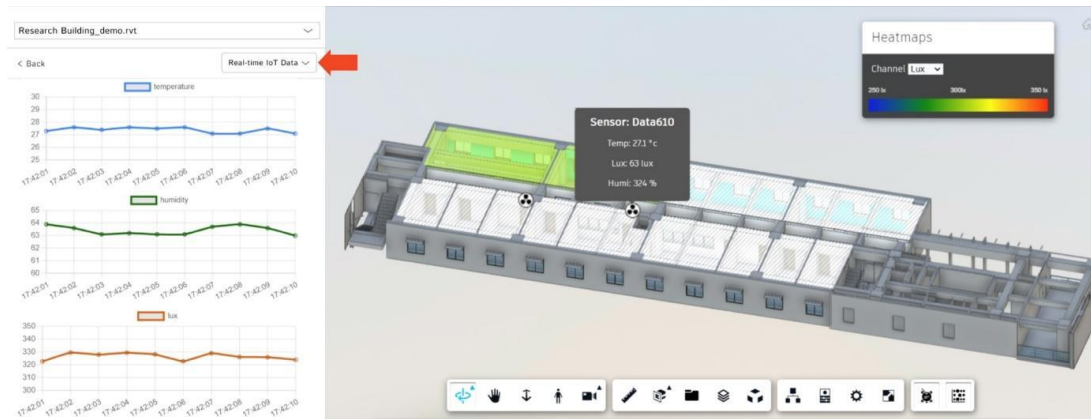 Research Building_demo.rvt
< Back
Real-time IoT Data
temperature
30
29
28
27
26
25
17:42:01 17:42:02 17:42:03 17:42:04 17:42:05 17:42:06 17:42:07 17:42:08 17:42:09 17:42:10
humidity
65
64
63
62
61
60
17:42:01 17:42:02 17:42:03 17:42:04 17:42:05 17:42:06 17:42:07 17:42:08 17:42:09 17:42:10
lux
350
340
330
320
310
300
17:42:01 17:42:02 17:42:03 17:42:04 17:42:05 17:42:06 17:42:07 17:42:08 17:42:09 17:42:10
Sensor: Data610
Temp: 27.1 °c
Lux: 63 lux
Humi: 324 %
Heatmaps
Channel Lux
250 lx 300lx 350 lx